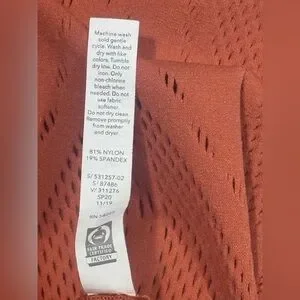 Machine wash
cold gentle
cycle. Wash and
dry with like
colors. Tumble
dry low. Do not
iron. Only
non-chlorine
bleach when
needed. Do not
use fabric
softener.
Do not dry clean.
Remove promptly
from washer
and dryer.
81% NYLON
19% SPANDEX
S/ 531257-02
S/ 87486
V/ 311276
SP20
11/19
RN 54095
FAIR TRADE
CERTIFIED
FACTORY